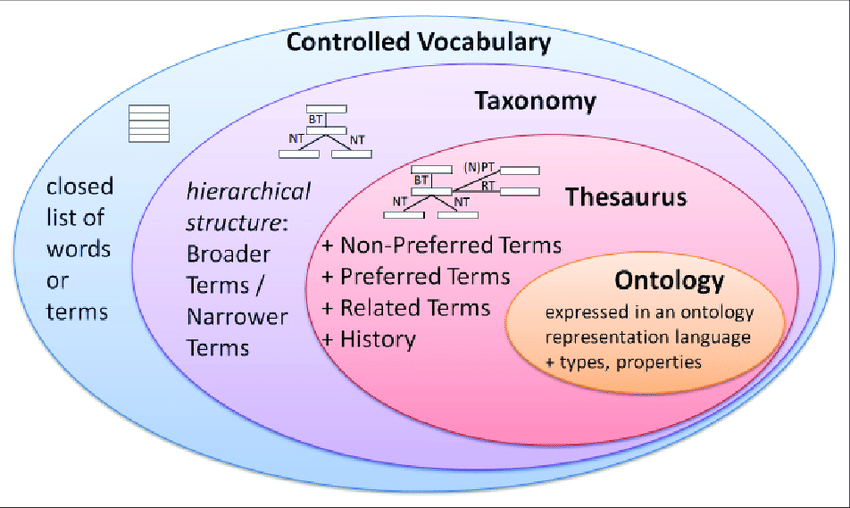 Controlled Vocabulary
Taxonomy
BT
NT
NT
(N)PT
BT
RT
NT
NT
Thesaurus
closed
list of
words
or
terms
hierarchical
structure:
Broader
Terms /
Narrower
Terms
+ Non-Preferred Terms
+ Preferred Terms
+ Related Terms
+ History
Ontology
expressed in an ontology
representation language
+ types, properties